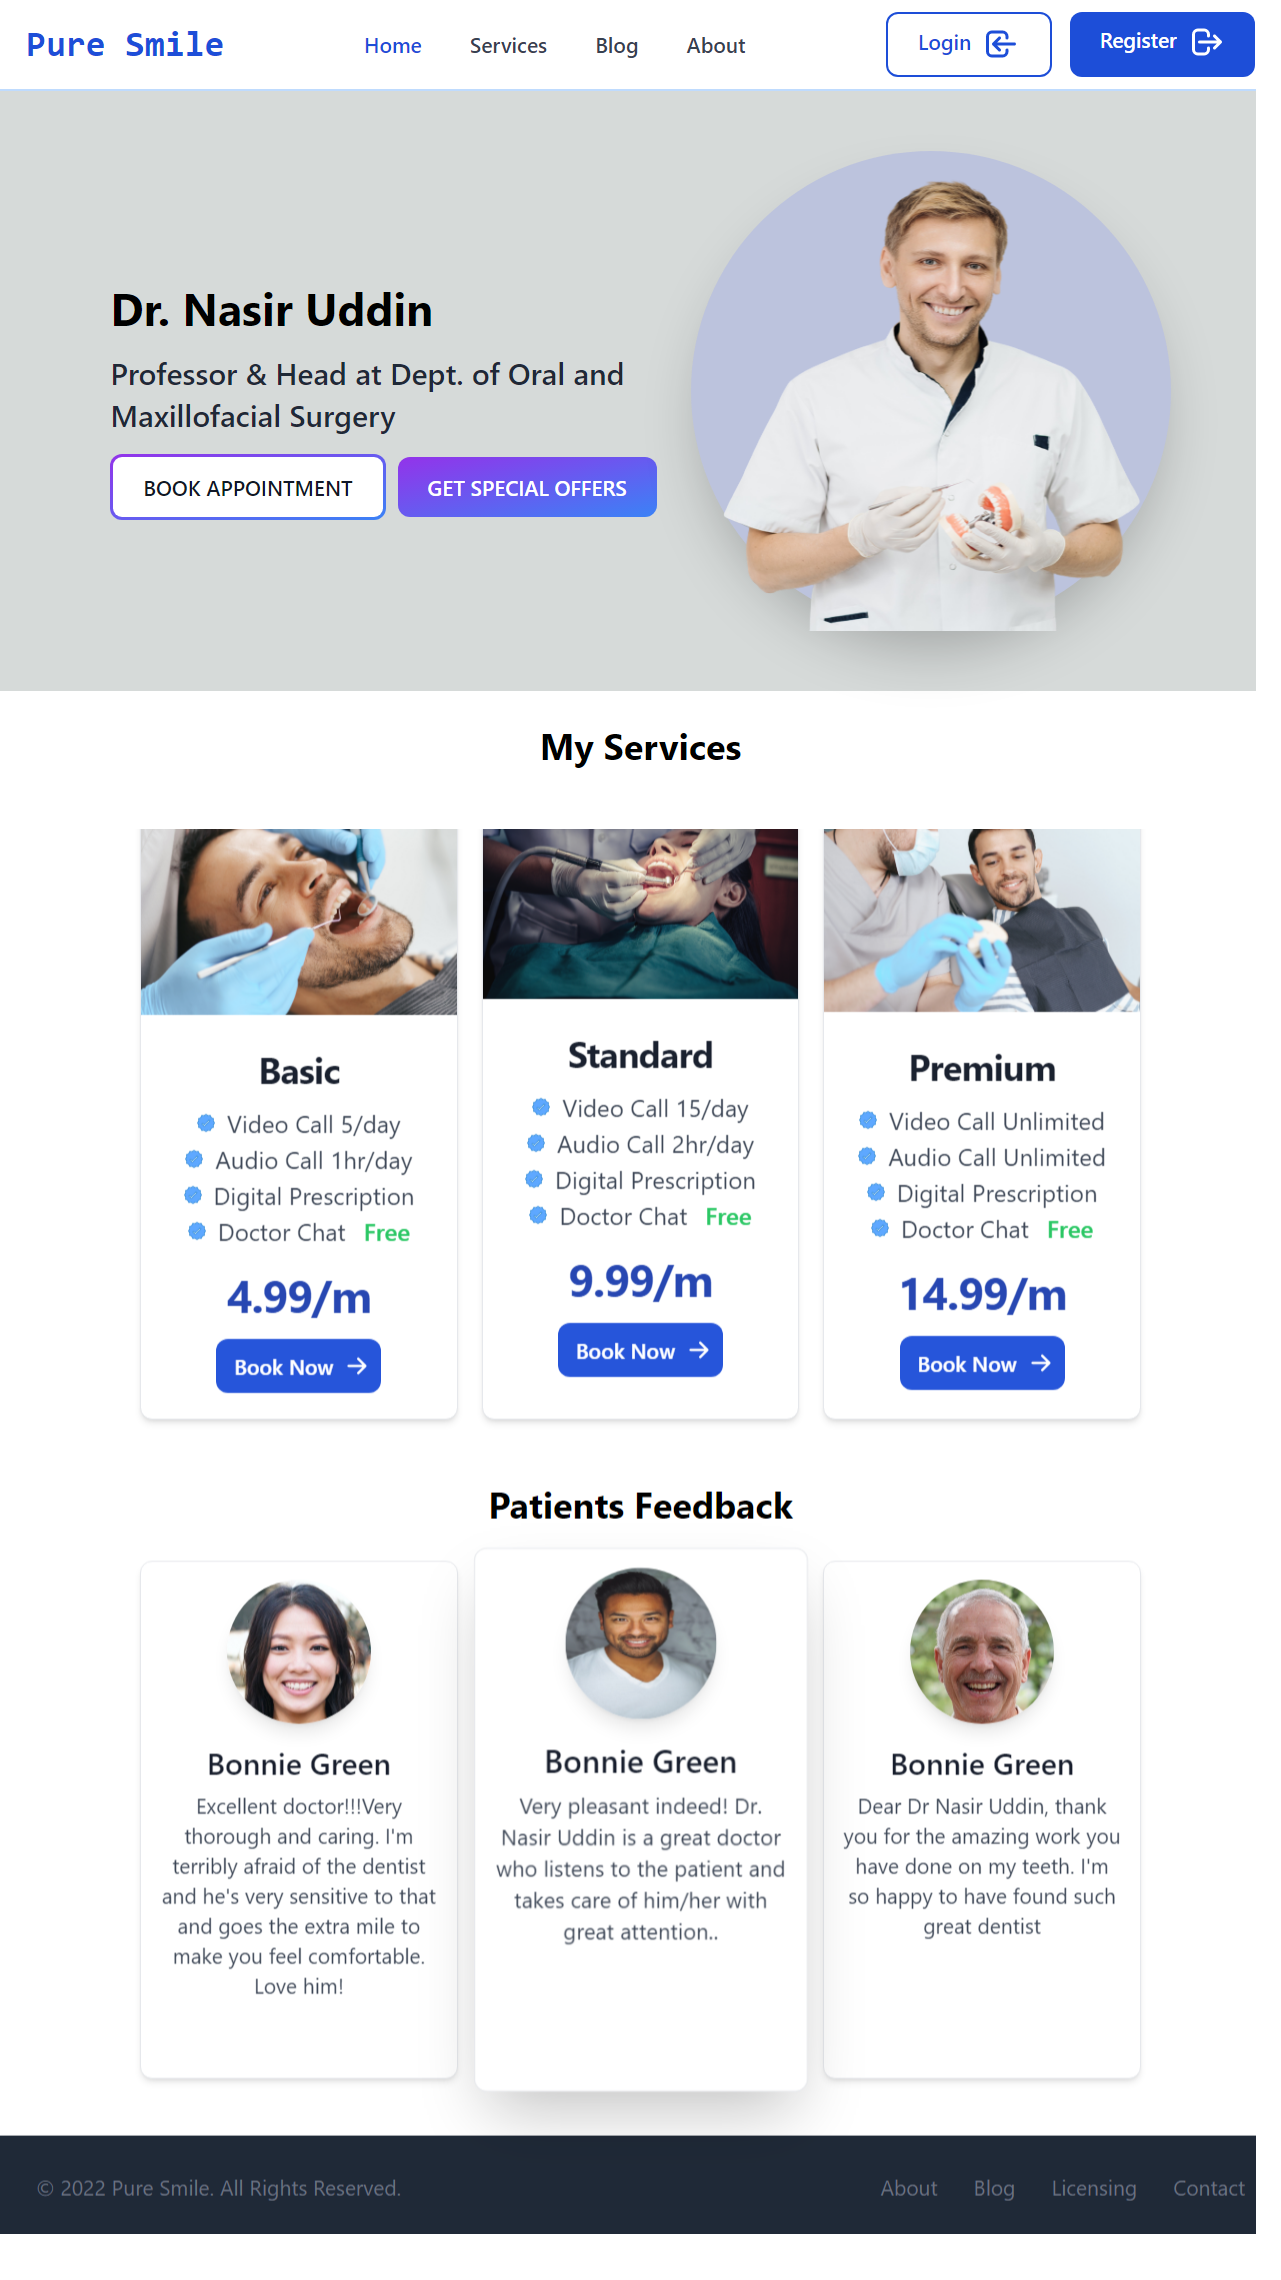 Pure Smile
Home Services Blog About
Login
Register
Dr. Nasir Uddin
Professor & Head at Dept. of Oral and
Maxillofacial Surgery
BOOK APPOINTMENT
GET SPECIAL OFFERS
My Services
Basic
Video Call 5/day
Audio Call 1hr/day
Digital Prescription
Doctor Chat Free
4.99/m
Book Now
Standard
Video Call 15/day
Audio Call 2hr/day
Digital Prescription
Doctor Chat Free
9.99/m
Book Now
Premium
Video Call Unlimited
Audio Call Unlimited
Digital Prescription
Doctor Chat Free
14.99/m
Book Now
Patients Feedback
Bonnie Green
Excellent doctor!!!Very
thorough and caring. I'm
terribly afraid of the dentist
and he's very sensitive to that
and goes the extra mile to
make you feel comfortable.
Love him!
Bonnie Green
Very pleasant indeed! Dr.
Nasir Uddin is a great doctor
who listens to the patient and
takes care of him/her with
great attention..
Bonnie Green
Dear Dr Nasir Uddin, thank
you for the amazing work you
have done on my teeth. I'm
so happy to have found such
great dentist
© 2022 Pure Smile. All Rights Reserved.
About Blog Licensing Contact